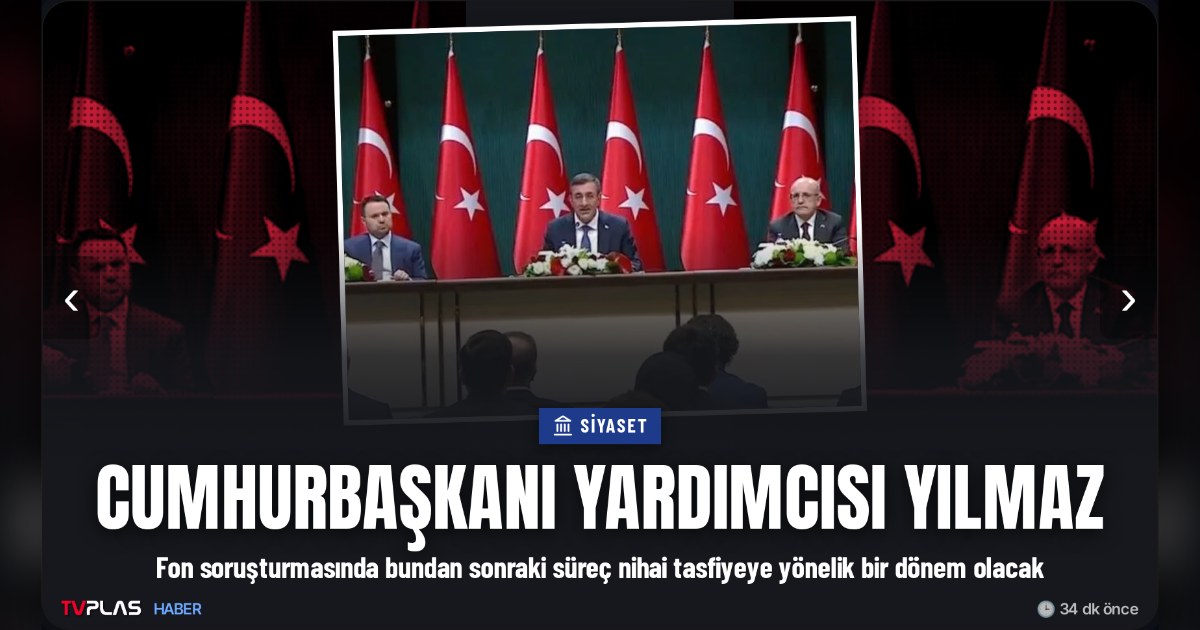 SİYASET
CUMHURBAŞKANI YARDIMCISI YILMAZ
Fon soruşturmasında bundan sonraki süreç nihai tasfiyeye yönelik bir dönem olacak
TVPLAS HABER
34 dk önce